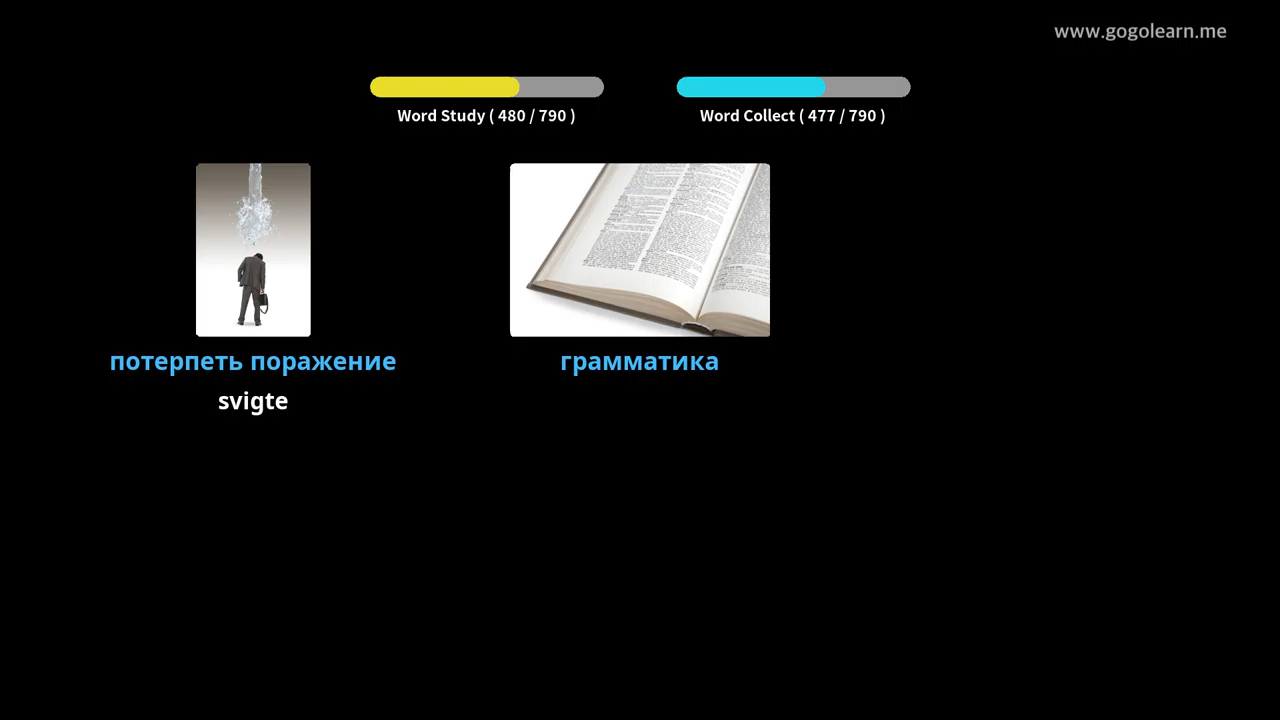 www.gogolearn.me
Word Study ( 480 / 790 )
Word Collect ( 477 / 790 )
потерпеть поражение
svigte
грамматика